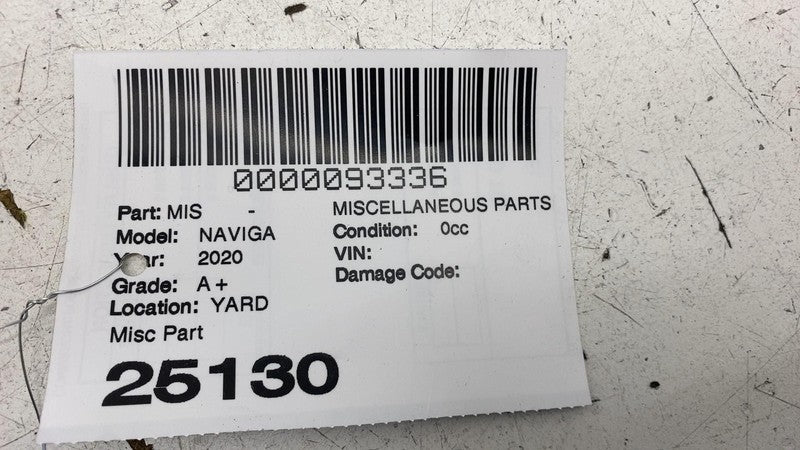 0000093336
Part: MIS - MISCELLANEOUS PARTS
Model: NAVIGA Condition: 0cc
Year: 2020 VIN:
Grade: A+ Damage Code:
Location: YARD
Misc Part
25130